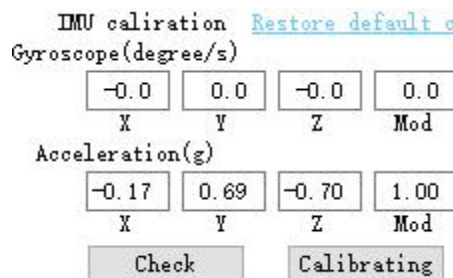 IMU caliration Restore default c
Gyroscope(degree/s)
-0.0 0.0 -0.0 0.0
X Y Z Mod
Acceleration(g)
-0.17 0.69 -0.70 1.00
X Y Z Mod
Check Calibrating